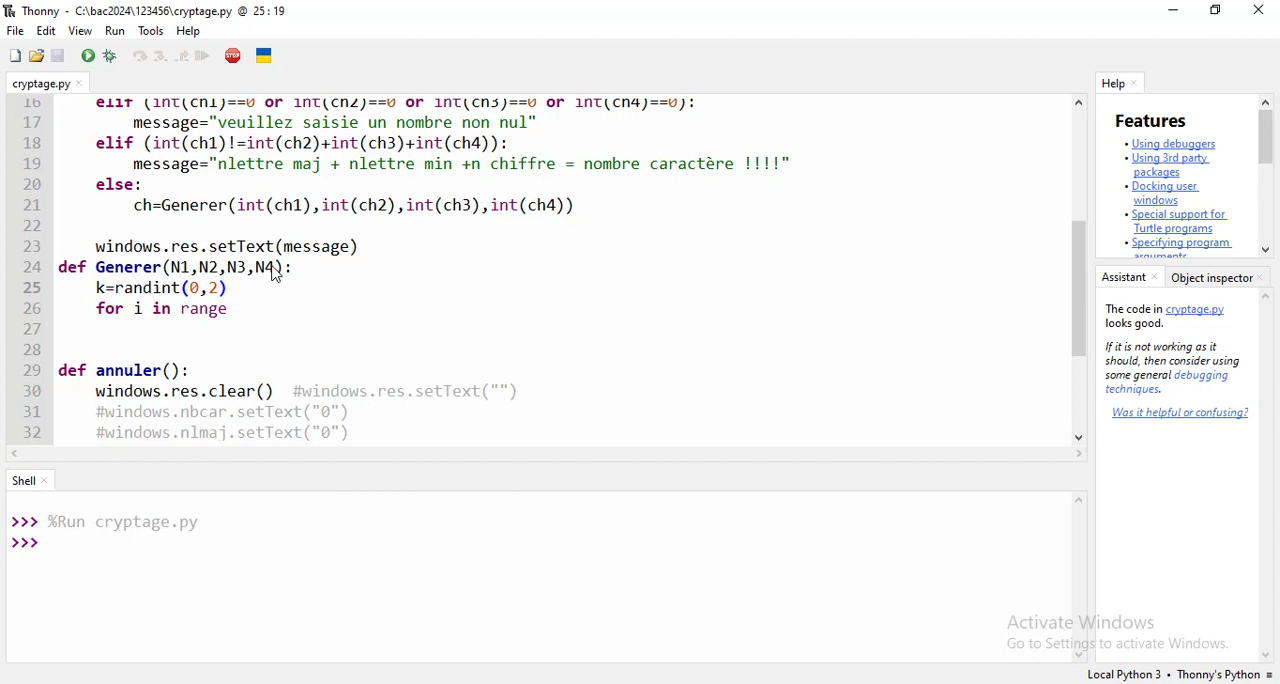 Thonny - C:\bac2024\123456\cryptage.py @ 25:19
File Edit View Run Tools Help
STOP
cryptage.py
16 elif (int(ch1)==0 or int(ch2)==0 or int(ch3)==0 or int(ch4)==0):
17 message="veuillez saisie un nombre non nul"
18 elif (int(ch1)!=int(ch2)+int(ch3)+int(ch4)):
19 message="nlettre maj + nlettre min +n chiffre = nombre caractère !!!!"
20 else:
21 ch=Generer(int(ch1),int(ch2),int(ch3),int(ch4))
22
23 windows.res.setText(message)
24 def Generer(N1,N2,N3,N4):
25 k=randint(0,2)
26 for i in range
27
28
29 def annuler():
30 windows.res.clear() #windows.res.setText("")
31 #windows.nbcar.setText("0")
32 #windows.nlmaj.setText("0")
Shell
>>> %Run cryptage.py
>>>
Help
Features
• Using debuggers
• Using 3rd party
packages
• Docking user
windows
• Special support for
Turtle programs
• Specifying program
arguments
Assistant Object inspector
The code in cryptage.py
looks good.
If it is not working as it
should, then consider using
some general debugging
techniques.
Was it helpful or confusing?
Activate Windows
Go to Settings to activate Windows.
Local Python 3 • Thonny's Python ≡